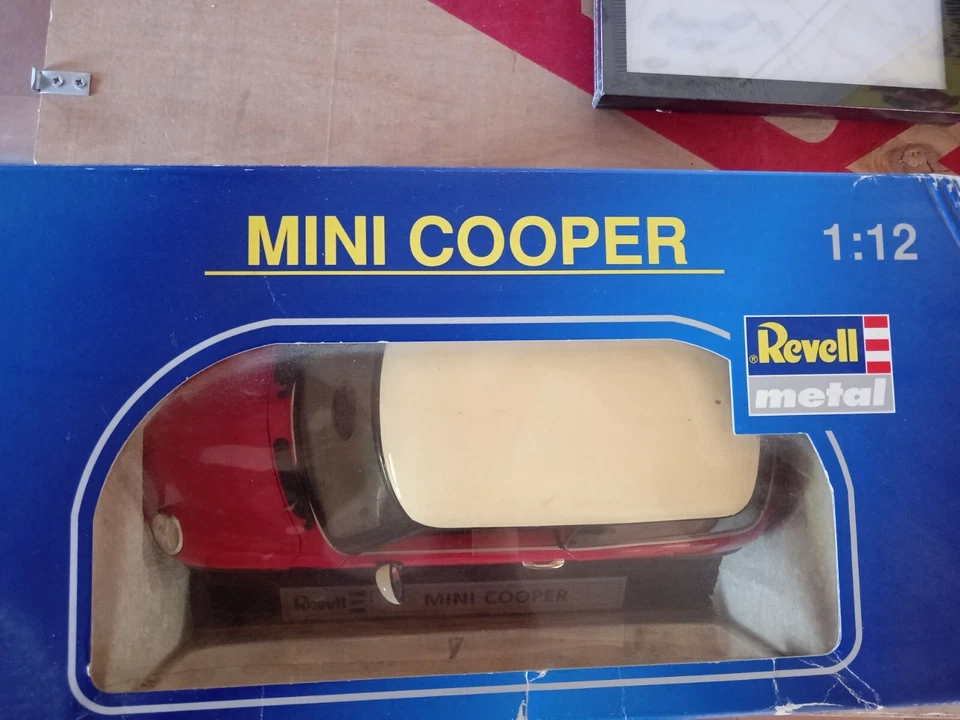 MINI COOPER
1:12
®Revell
metal
Revell MINI COOPER